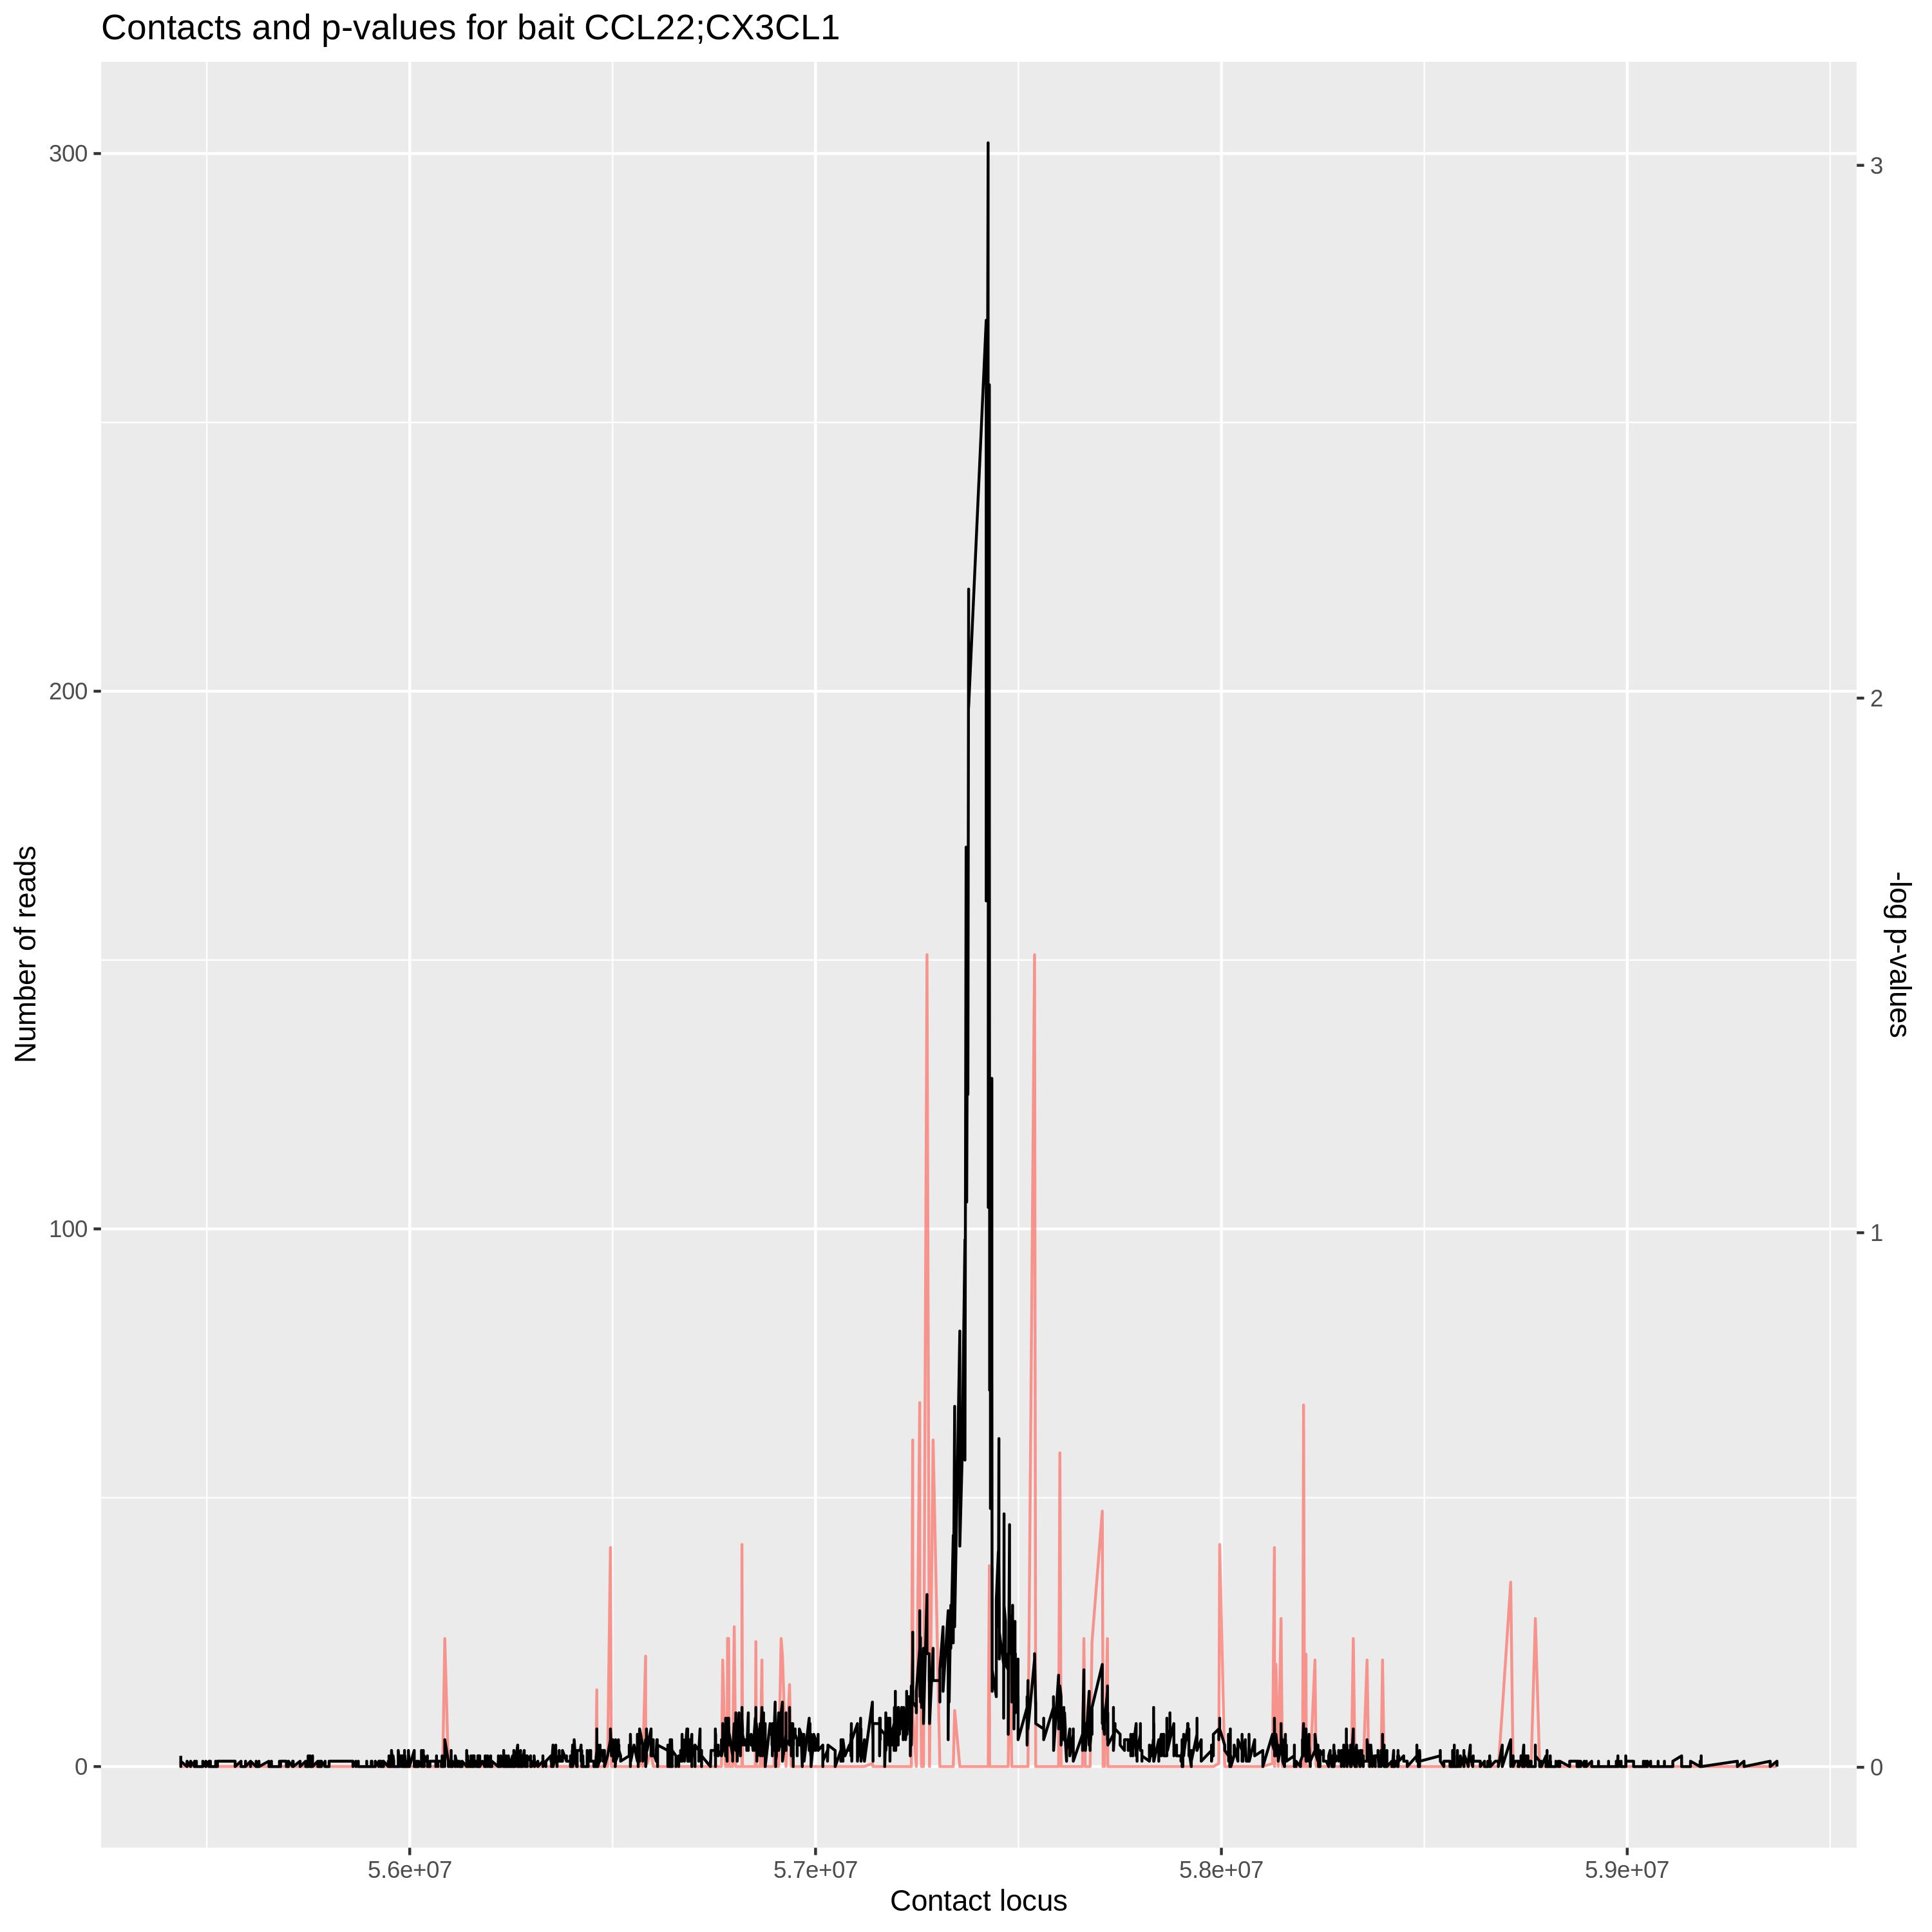 Contacts and p-values for bait CCL22;CX3CL1
300
200
100
0
Number of reads
3
2
1
0
-log p-values
5.6e+07
5.7e+07
5.8e+07
5.9e+07
Contact locus